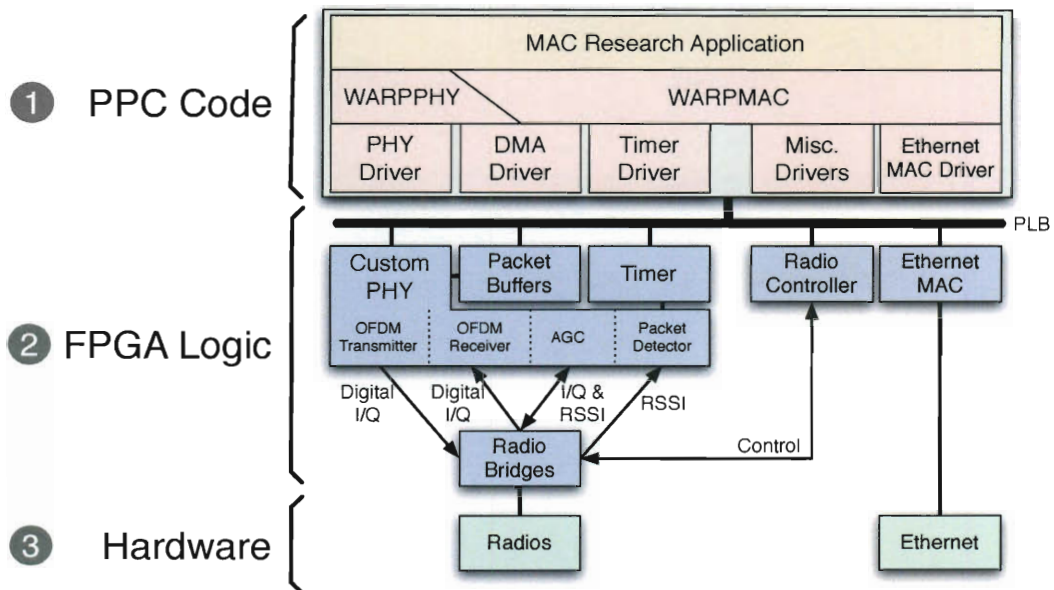 MAC Research Application
1 PPC Code
WARPPHY
WARPMAC
PHY
Driver
DMA
Driver
Timer
Driver
Misc.
Drivers
Ethernet
MAC Driver
PLB
2 FPGA Logic
Custom
PHY
Packet
Buffers
Timer
Radio
Controller
Ethernet
MAC
OFDM
Transmitter
OFDM
Receiver
AGC
Packet
Detector
Digital
I/Q
Digital
I/Q
I/Q &
RSSI
RSSI
Control
Radio
Bridges
3 Hardware
Radios
Ethernet